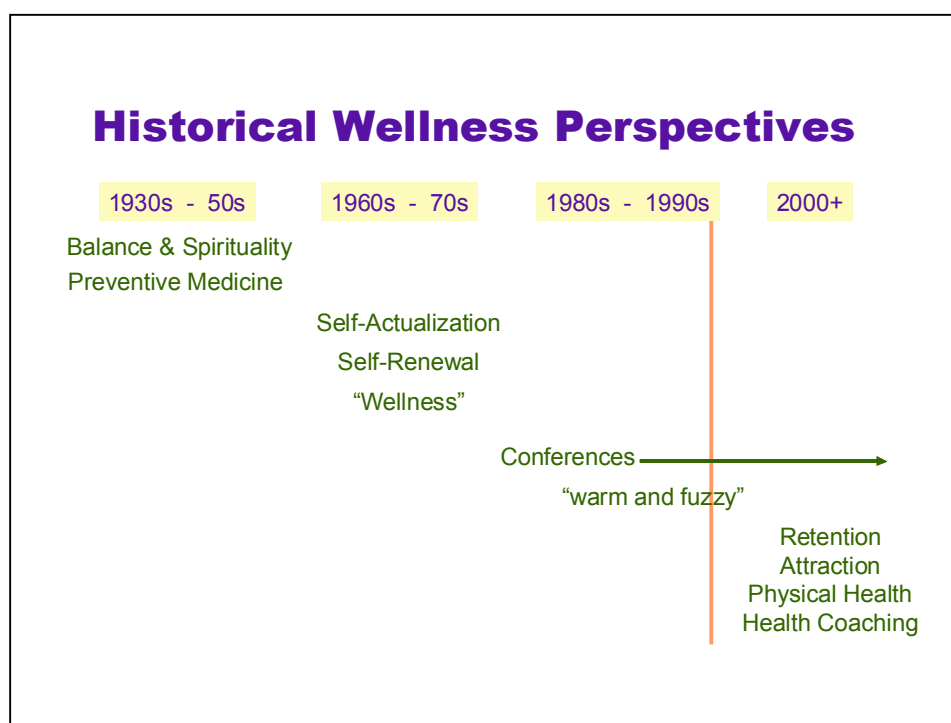 Historical Wellness Perspectives
1930s - 50s
1960s - 70s
1980s - 1990s
2000+
Balance & Spirituality
Preventive Medicine
Self-Actualization
Self-Renewal
“Wellness”
Conferences
“warm and fuzzy”
Retention
Attraction
Physical Health
Health Coaching